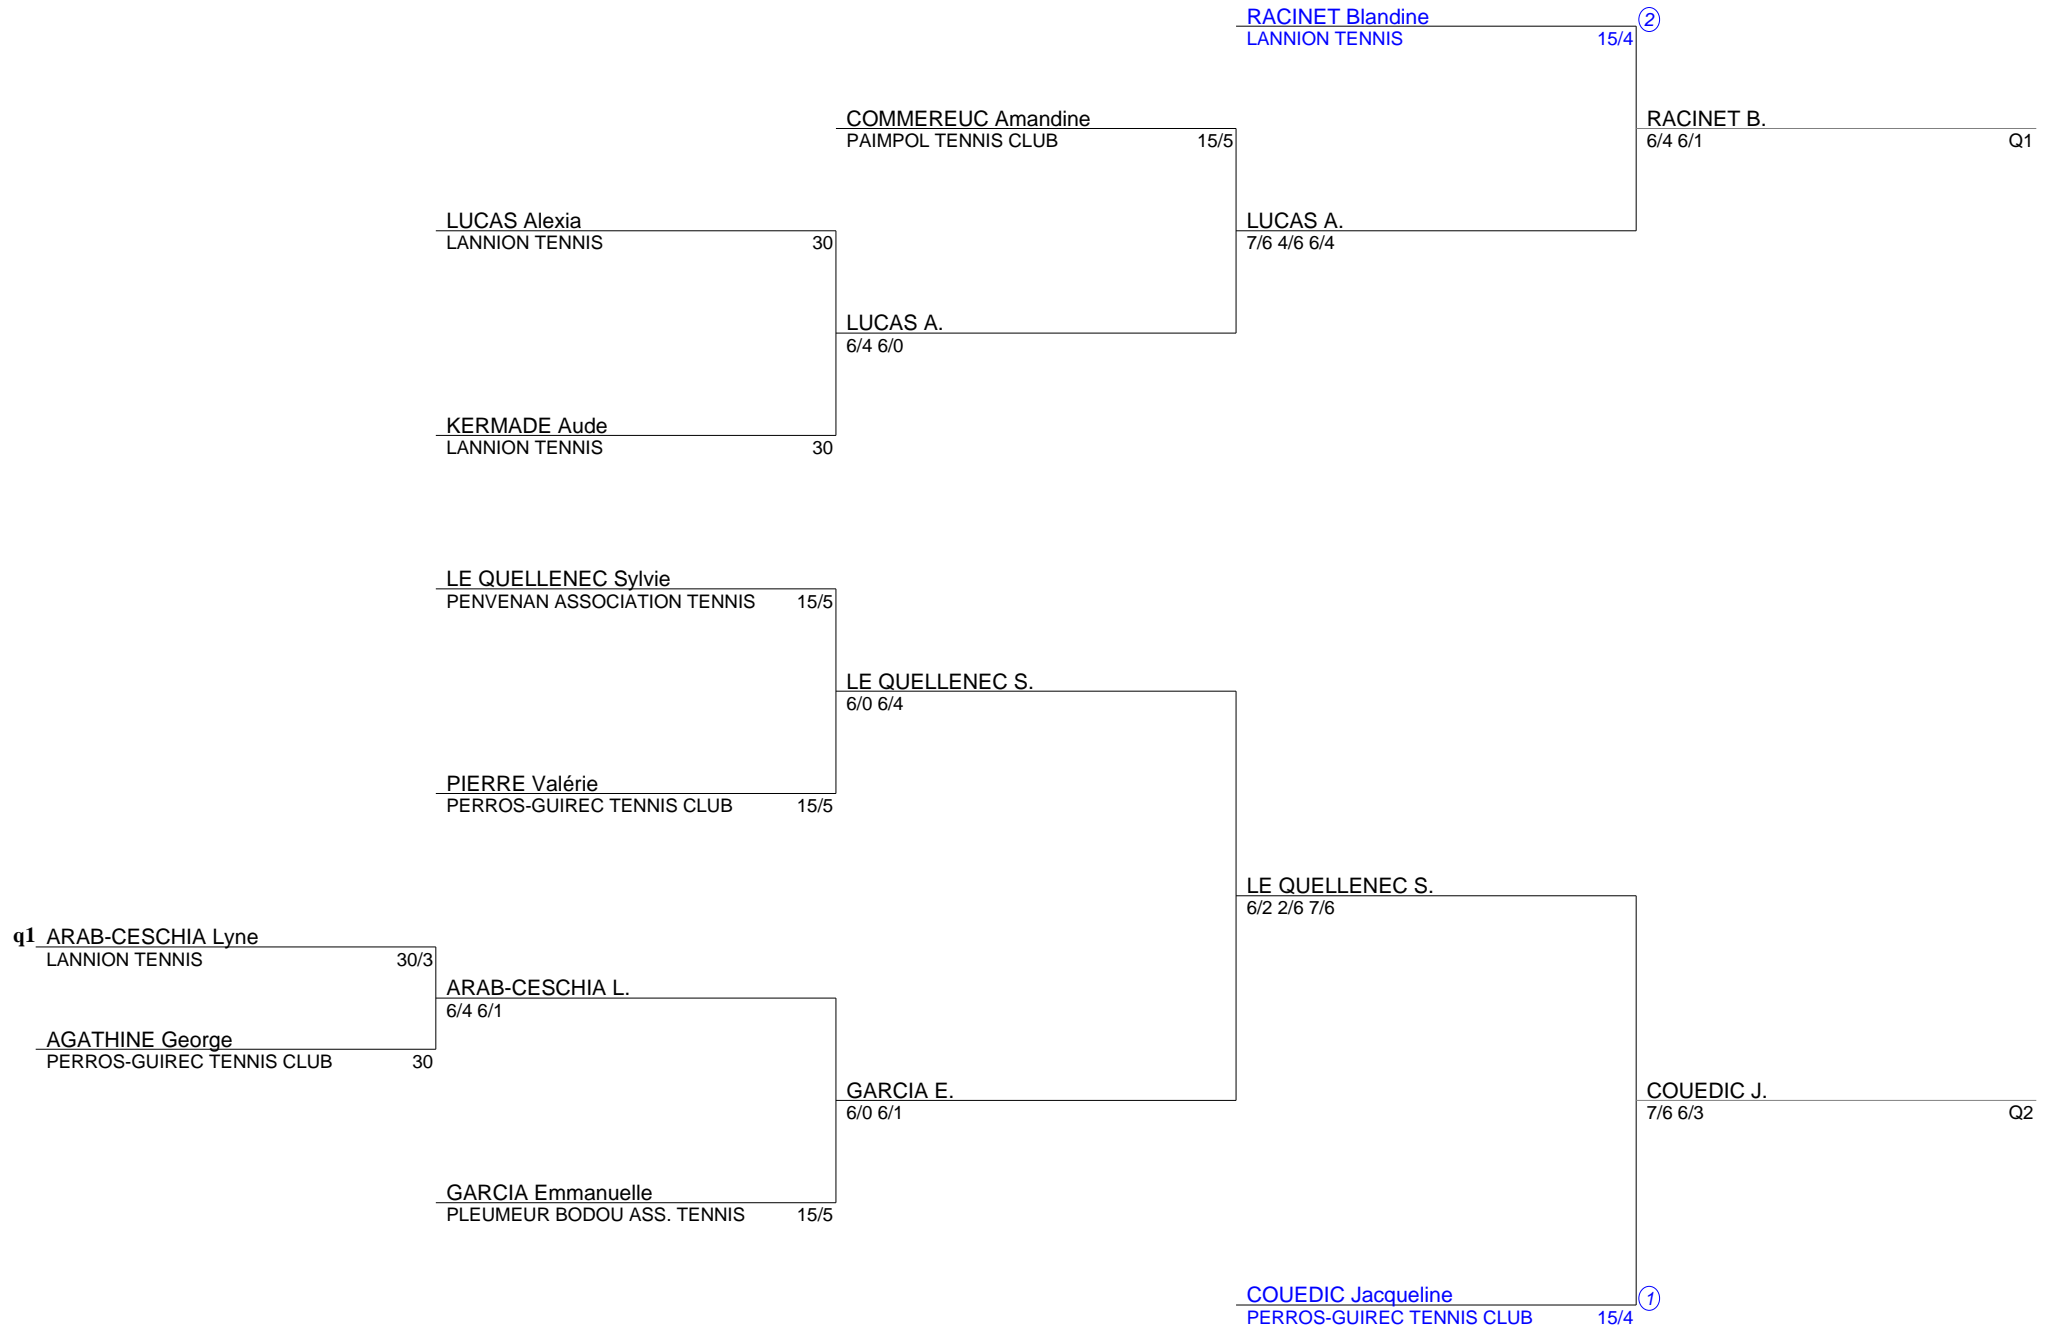 RACINET Blandine
2
LANNION TENNIS 15/4
COMMEREUC Amandine
PAIMPOL TENNIS CLUB 15/5
RACINET B.
6/4 6/1 Q1
LUCAS Alexia
LANNION TENNIS 30
LUCAS A.
7/6 4/6 6/4
LUCAS A.
6/4 6/0
KERMADE Aude
LANNION TENNIS 30
LE QUELLENEC Sylvie
PENVENAN ASSOCIATION TENNIS 15/5
LE QUELLENEC S.
6/0 6/4
PIERRE Valérie
PERROS-GUIREC TENNIS CLUB 15/5
LE QUELLENEC S.
6/2 2/6 7/6
q1 ARAB-CESCHIA Lyne
LANNION TENNIS 30/3
ARAB-CESCHIA L.
6/4 6/1
AGATHINE George
PERROS-GUIREC TENNIS CLUB 30
GARCIA E.
6/0 6/1
COUEDIC J.
7/6 6/3 Q2
GARCIA Emmanuelle
PLEUMEUR BODOU ASS. TENNIS 15/5
COUEDIC Jacqueline
1
PERROS-GUIREC TENNIS CLUB 15/4